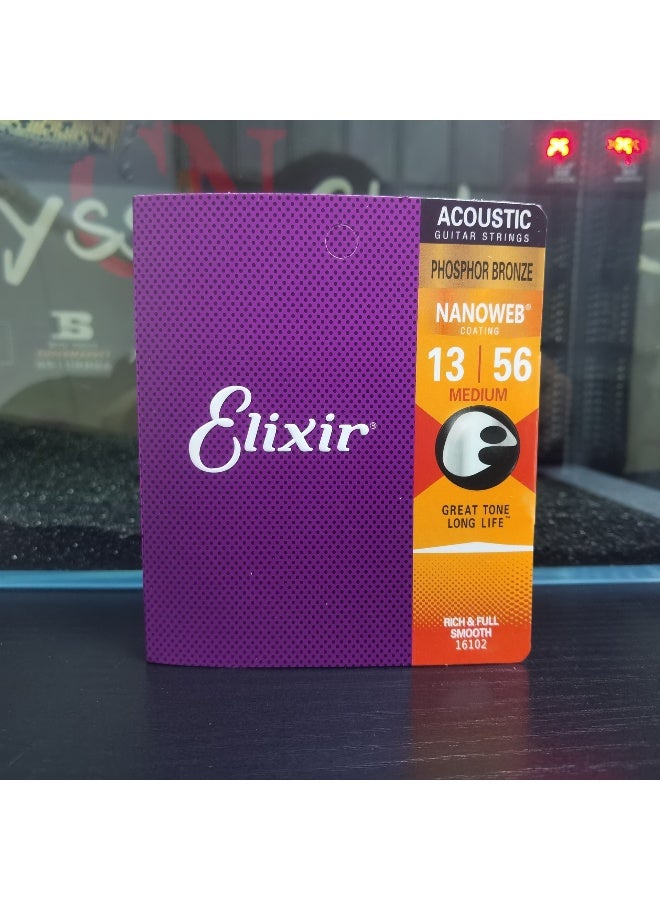 Elixir®
ACOUSTIC
GUITAR STRINGS
PHOSPHOR BRONZE
NANOWEB®
COATING
13 | 56
MEDIUM
GREAT TONE
LONG LIFE™
RICH & FULL
SMOOTH
16102